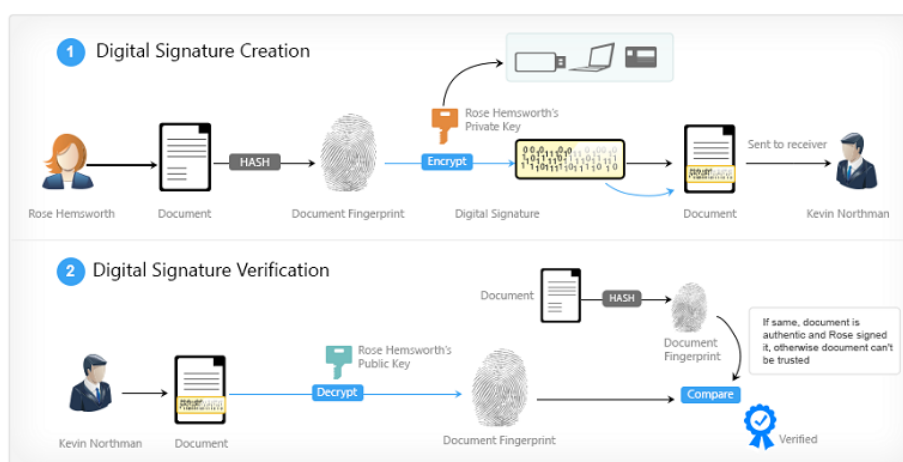 1 Digital Signature Creation
Rose Hemsworth's
Private Key
HASH
Encrypt
Sent to receiver
Rose Hemsworth
Document
Document Fingerprint
Digital Signature
Document
Kevin Northman
2 Digital Signature Verification
Document
HASH
If same, document is
authentic and Rose signed
it, otherwise document can't
be trusted
Document
Fingerprint
Rose Hemsworth's
Public Key
Decrypt
Compare
Kevin Northman
Document
Document Fingerprint
Verified